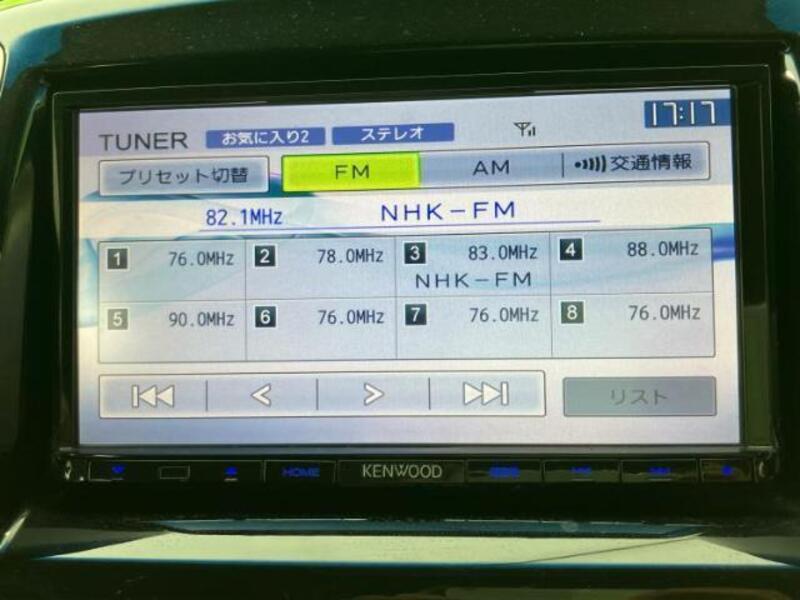 17:17
TUNER お気に入り2 ステレオ
プリセット切替 FM AM 交通情報
82.1MHz NHK-FM
1 76.0MHz 2 78.0MHz 3 83.0MHz 4 88.0MHz
NHK-FM
5 90.0MHz 6 76.0MHz 7 76.0MHz 8 76.0MHz
リスト
HOME KENWOOD